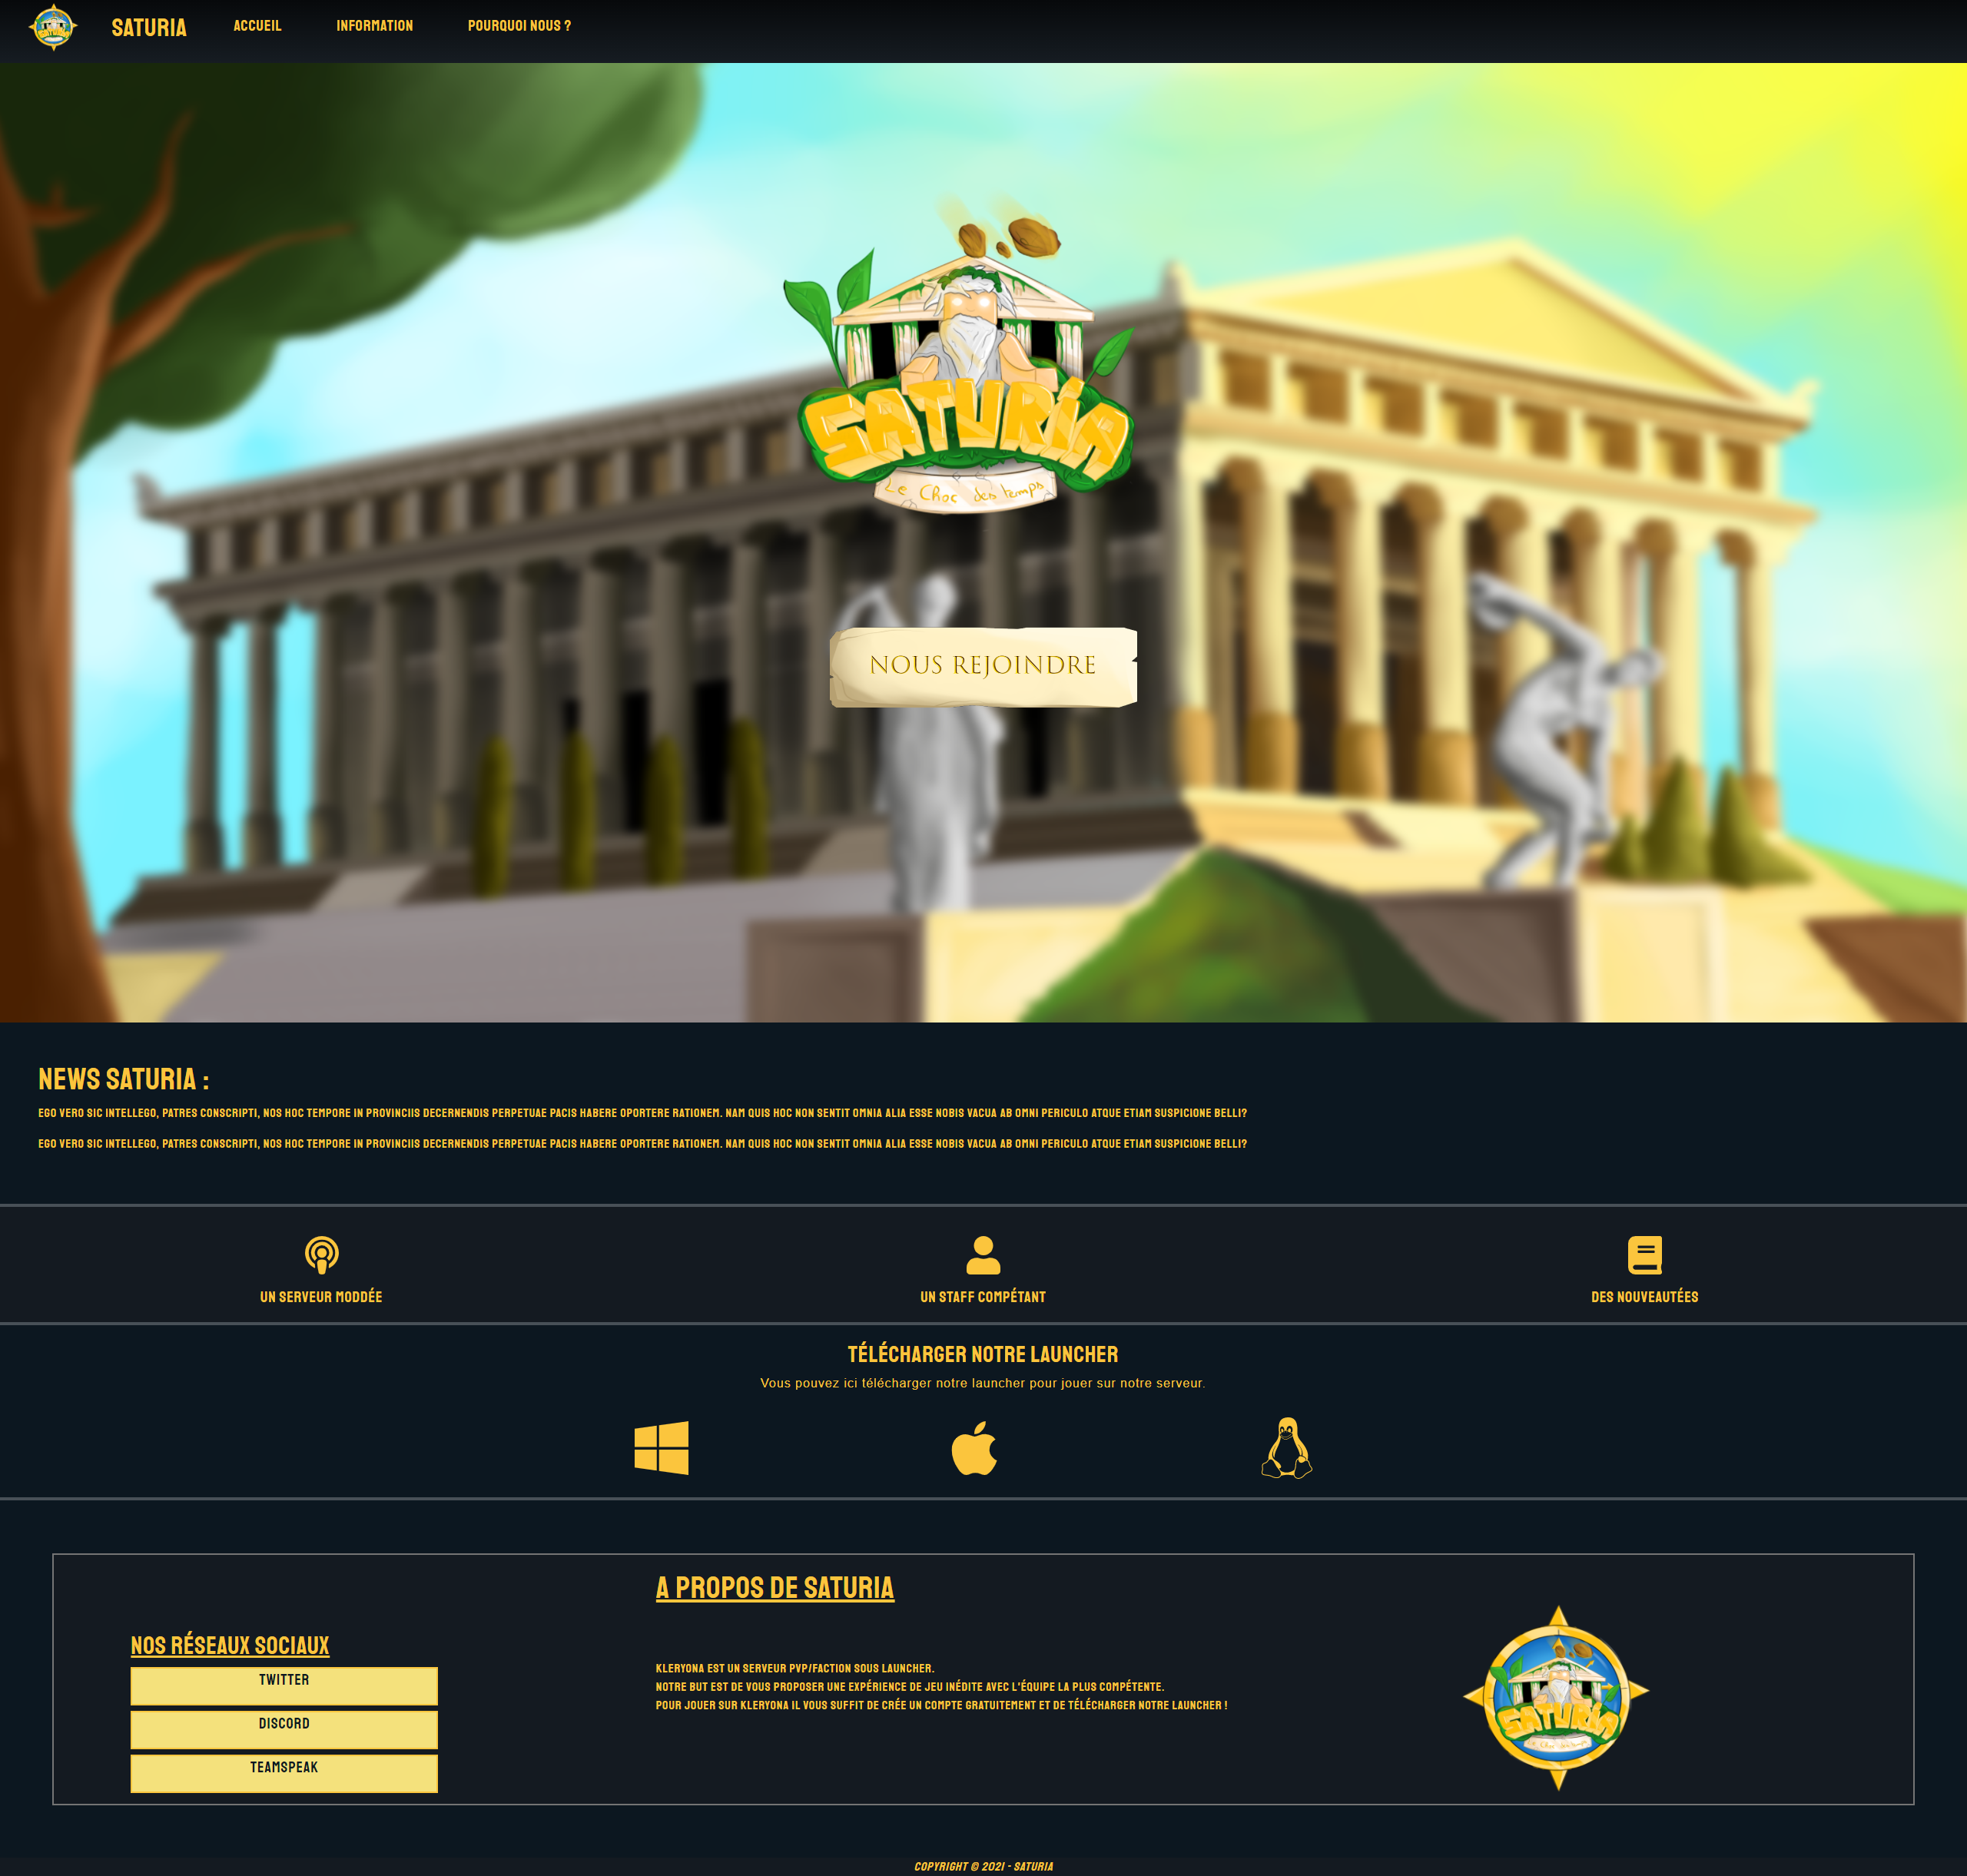 SATURIA
SATURIA ACCUEIL INFORMATION POURQUOI NOUS ?
SATURIA
Le Choc des temps
NOUS REJOINDRE
NEWS SATURIA :
EGO VERO SIC INTELLEGO, PATRES CONSCRIPTI, NOS HOC TEMPORE IN PROVINCIIS DECERNENDIS PERPETUAE PACIS HABERE OPORTERE RATIONEM. NAM QUIS HOC NON SENTIT OMNIA ALIA ESSE NOBIS VACUA AB OMNI PERICULO ATQUE ETIAM SUSPICIONE BELLI?
EGO VERO SIC INTELLEGO, PATRES CONSCRIPTI, NOS HOC TEMPORE IN PROVINCIIS DECERNENDIS PERPETUAE PACIS HABERE OPORTERE RATIONEM. NAM QUIS HOC NON SENTIT OMNIA ALIA ESSE NOBIS VACUA AB OMNI PERICULO ATQUE ETIAM SUSPICIONE BELLI?
UN SERVEUR MODDÉE
UN STAFF COMPÉTANT
DES NOUVEAUTÉES
TÉLÉCHARGER NOTRE LAUNCHER
Vous pouvez ici télécharger notre launcher pour jouer sur notre serveur.
NOS RÉSEAUX SOCIAUX
TWITTER
DISCORD
TEAMSPEAK
A PROPOS DE SATURIA
KLERYONA EST UN SERVEUR PVP/FACTION SOUS LAUNCHER.
NOTRE BUT EST DE VOUS PROPOSER UNE EXPÉRIENCE DE JEU INÉDITE AVEC L'ÉQUIPE LA PLUS COMPÉTENTE.
POUR JOUER SUR KLERYONA IL VOUS SUFFIT DE CRÉE UN COMPTE GRATUITEMENT ET DE TÉLÉCHARGER NOTRE LAUNCHER !
SATURIA
Le Choc des temps
COPYRIGHT © 2021 - SATURIA